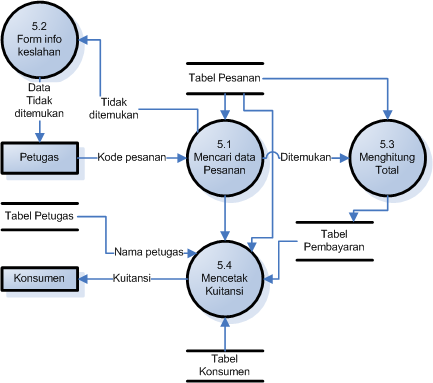 5.2
Form info
keslahan
Data
Tidak
ditemukan
Tidak
ditemukan
Tabel Pesanan
Petugas
Kode pesanan
5.1
Mencari data
Pesanan
Ditemukan
5.3
Menghitung
Total
Tabel Petugas
Nama petugas
Tabel
Pembayaran
Konsumen
Kuitansi
5.4
Mencetak
Kuitansi
Tabel
Konsumen